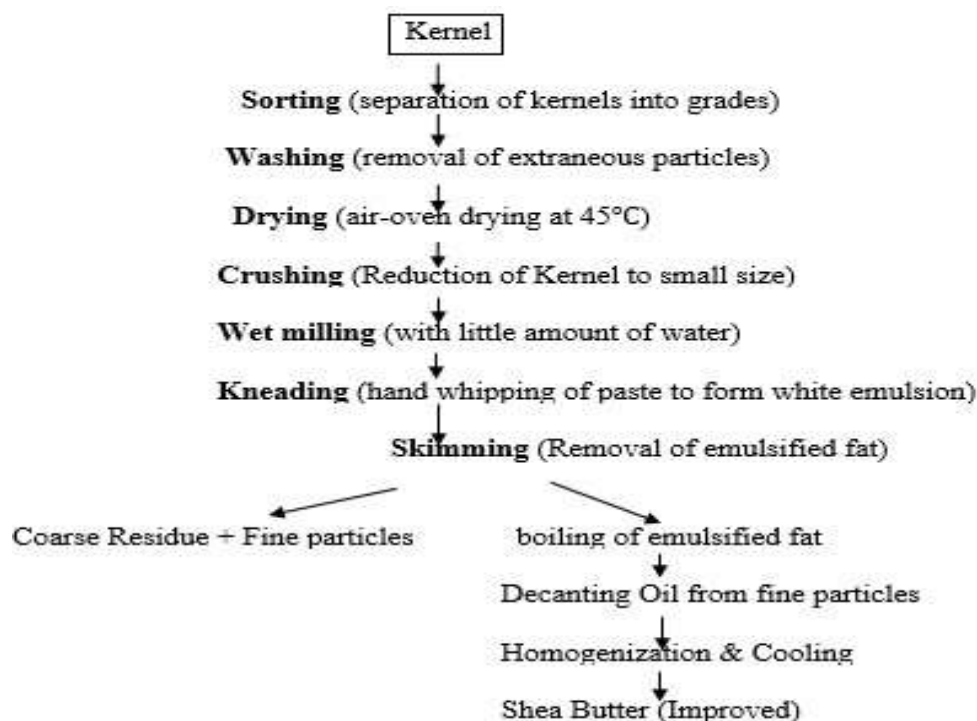 Kernel
Sorting (separation of kernels into grades)
Washing (removal of extraneous particles)
Drying (air-oven drying at 45°C)
Crushing (Reduction of Kernel to small size)
Wet milling (with little amount of water)
Kneading (hand whipping of paste to form white emulsion)
Skimming (Removal of emulsified fat)
Coarse Residue + Fine particles
boiling of emulsified fat
Decanting Oil from fine particles
Homogenization & Cooling
Shea Butter (Improved)